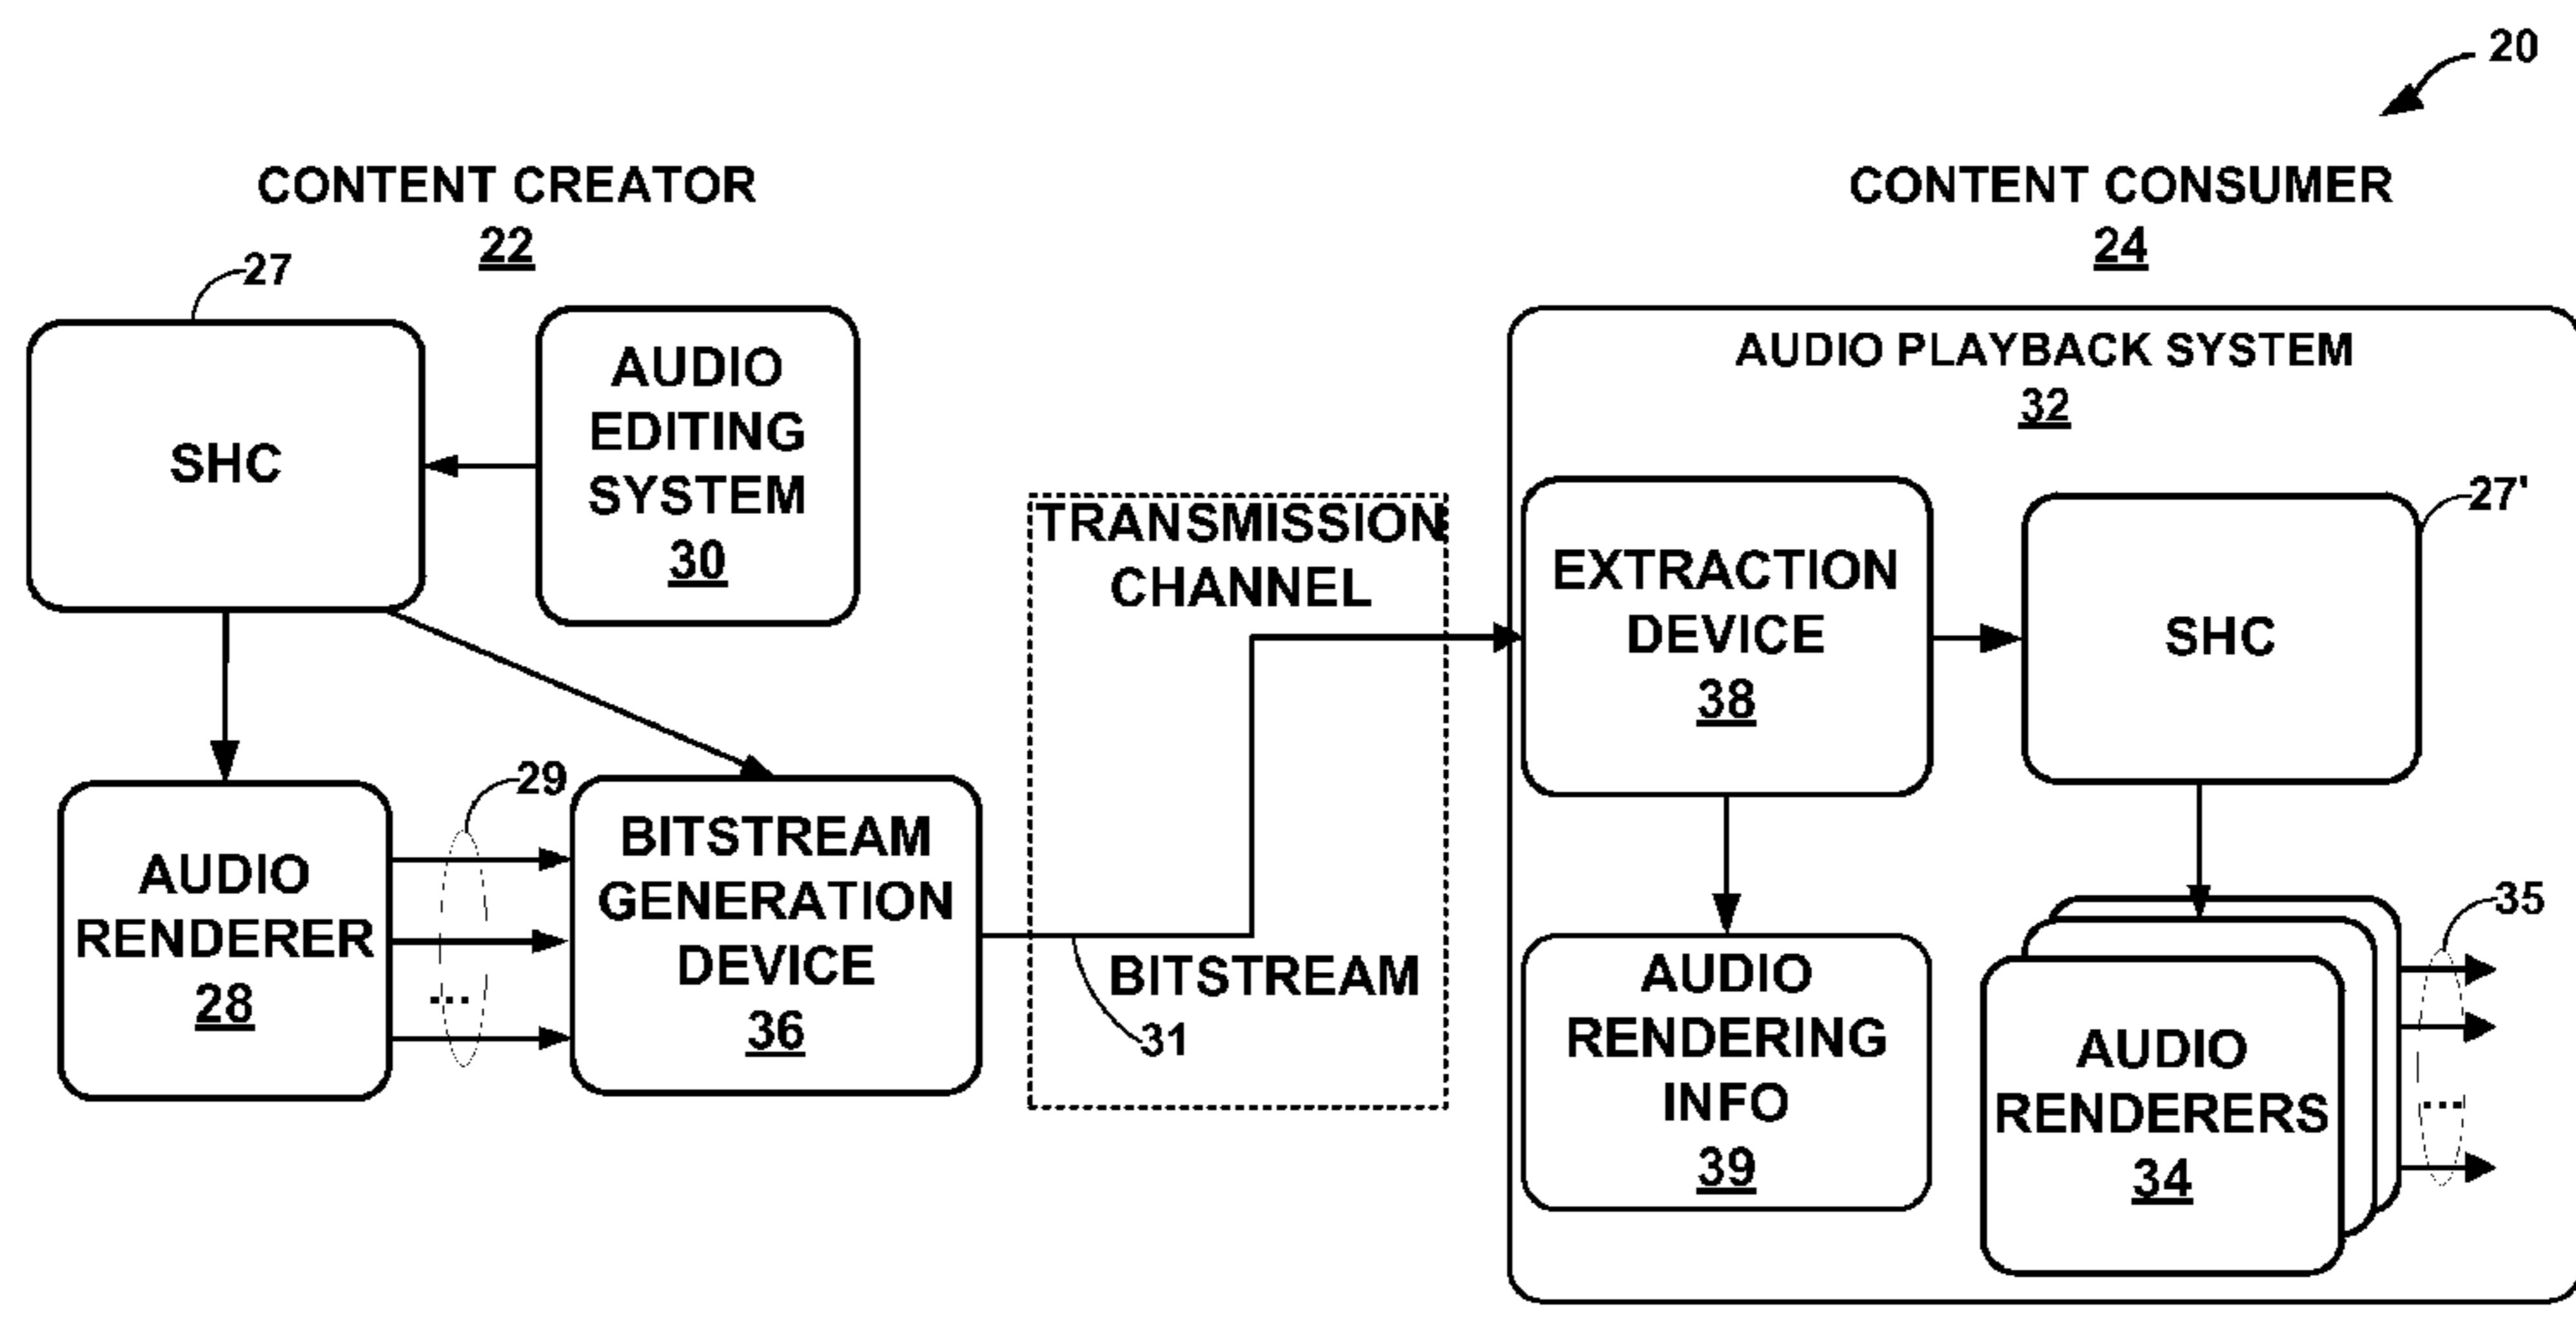 20
CONTENT CREATOR
22
CONTENT CONSUMER
24
27
SHC
AUDIO
EDITING
SYSTEM
30
AUDIO
RENDERER
28
29
...
BITSTREAM
GENERATION
DEVICE
36
TRANSMISSION
CHANNEL
BITSTREAM
31
AUDIO PLAYBACK SYSTEM
32
EXTRACTION
DEVICE
38
27'
SHC
AUDIO
RENDERING
INFO
39
AUDIO
RENDERERS
34
35
...